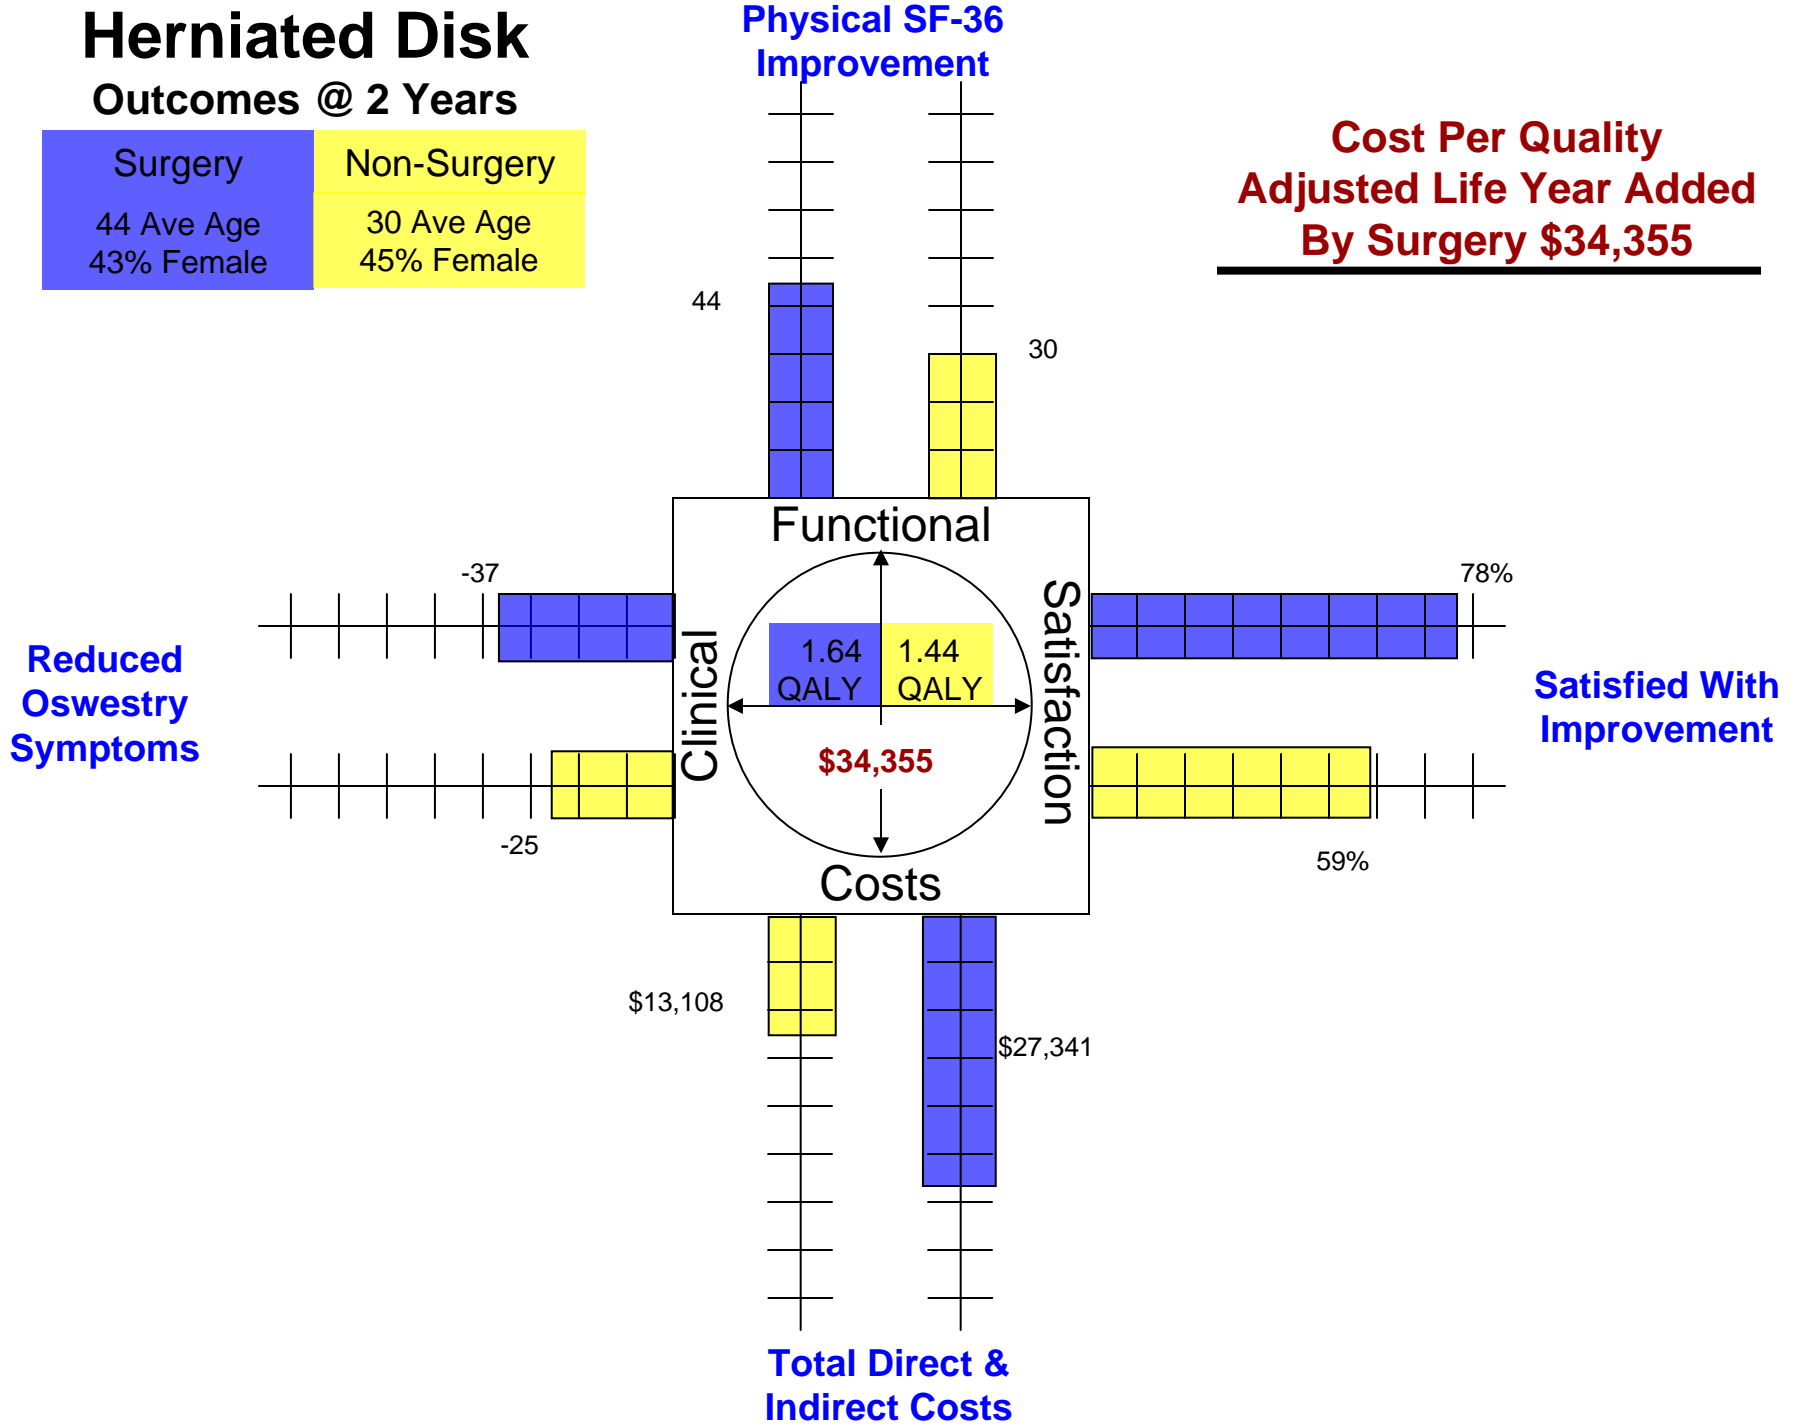 Herniated Disk
Outcomes @ 2 Years
Surgery
Non-Surgery
44 Ave Age
43% Female
30 Ave Age
45% Female
Physical SF-36
Improvement
Cost Per Quality
Adjusted Life Year Added
By Surgery $34,355
44
30
Functional
-37
78%
Reduced
Oswestry
Symptoms
Clinical
1.64
QALY
1.44
QALY
$34,355
Satisfaction
Satisfied With
Improvement
-25
59%
Costs
$13,108
$27,341
Total Direct &
Indirect Costs